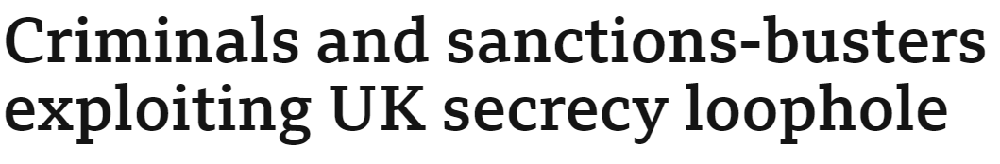 Criminals and sanctions-busters
exploiting UK secrecy loophole